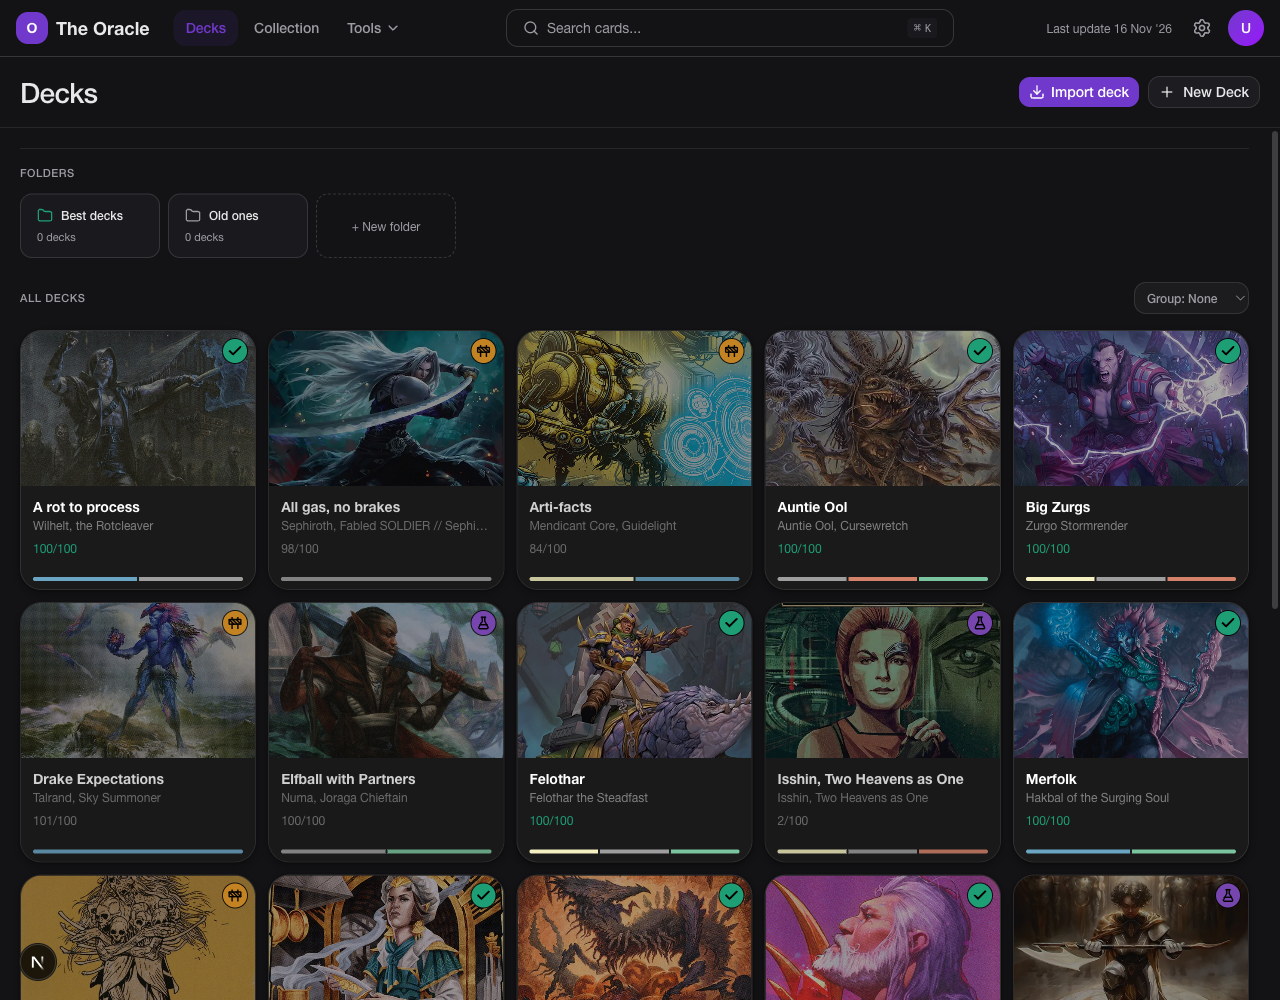 O The Oracle Decks Collection Tools Search cards... ⌘ K Last update 16 Nov '26 U
Decks Import deck + New Deck
FOLDERS
Best decks
0 decks
Old ones
0 decks
+ New folder
ALL DECKS Group: None
A rot to process
Wilhelt, the Rotcleaver
100/100
All gas, no brakes
Sephiroth, Fabled SOLDIER // Sephi...
98/100
Arti-facts
Mendicant Core, Guidelight
84/100
Auntie Ool
Auntie Ool, Cursewretch
100/100
Big Zurgs
Zurgo Stormrender
100/100
Drake Expectations
Talrand, Sky Summoner
101/100
Elfball with Partners
Numa, Joraga Chieftain
100/100
Felothar
Felothar the Steadfast
100/100
Isshin, Two Heavens as One
Isshin, Two Heavens as One
2/100
Merfolk
Hakbal of the Surging Soul
100/100
N